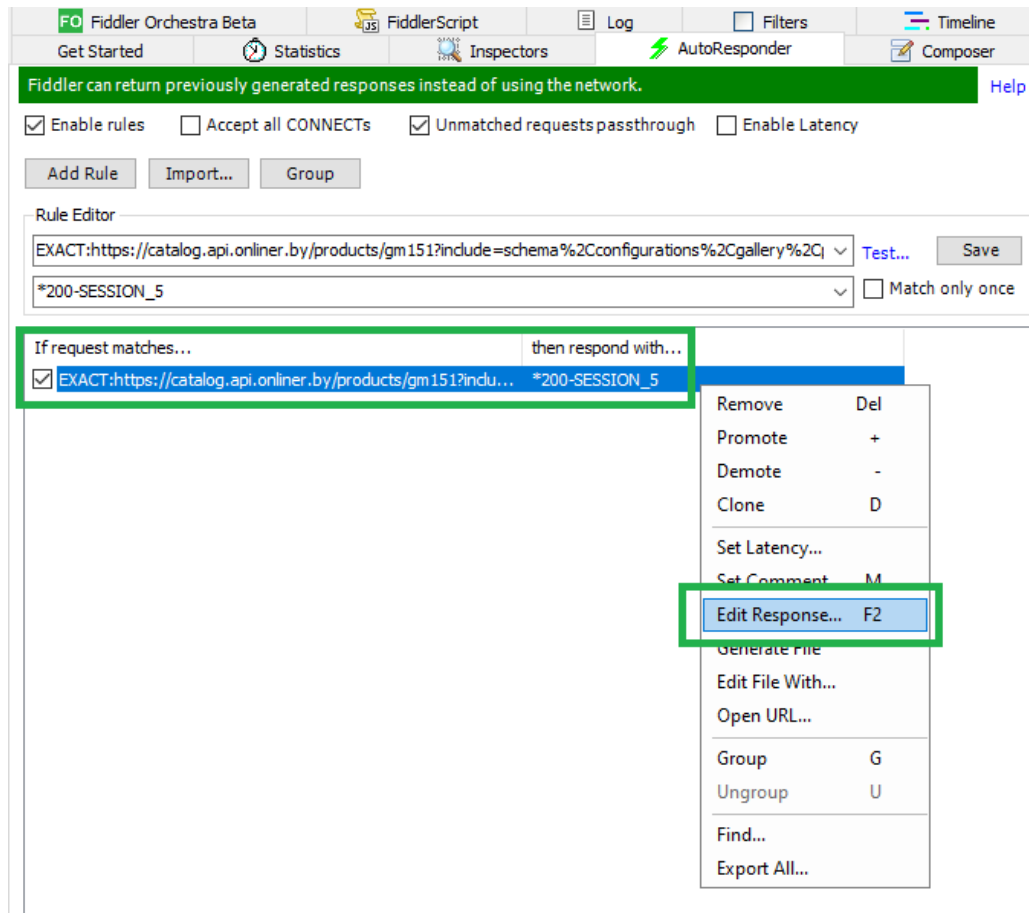 FO Fiddler Orchestra Beta JS FiddlerScript Log Filters Timeline
Get Started Statistics Inspectors AutoResponder Composer
Fiddler can return previously generated responses instead of using the network. Help
Enable rules Accept all CONNECTs Unmatched requests passthrough Enable Latency
Add Rule Import... Group
Rule Editor
EXACT:https://catalog.api.onliner.by/products/gm151?include=schema%2Cconfigurations%2Cgallery%2C Test... Save
*200-SESSION_5 Match only once
If request matches... then respond with...
EXACT:https://catalog.api.onliner.by/products/gm151?inclu... *200-SESSION_5
Remove Del
Promote +
Demote -
Clone D
Set Latency...
Set Comment M
Edit Response... F2
Generate File
Edit File With...
Open URL...
Group G
Ungroup U
Find...
Export All...